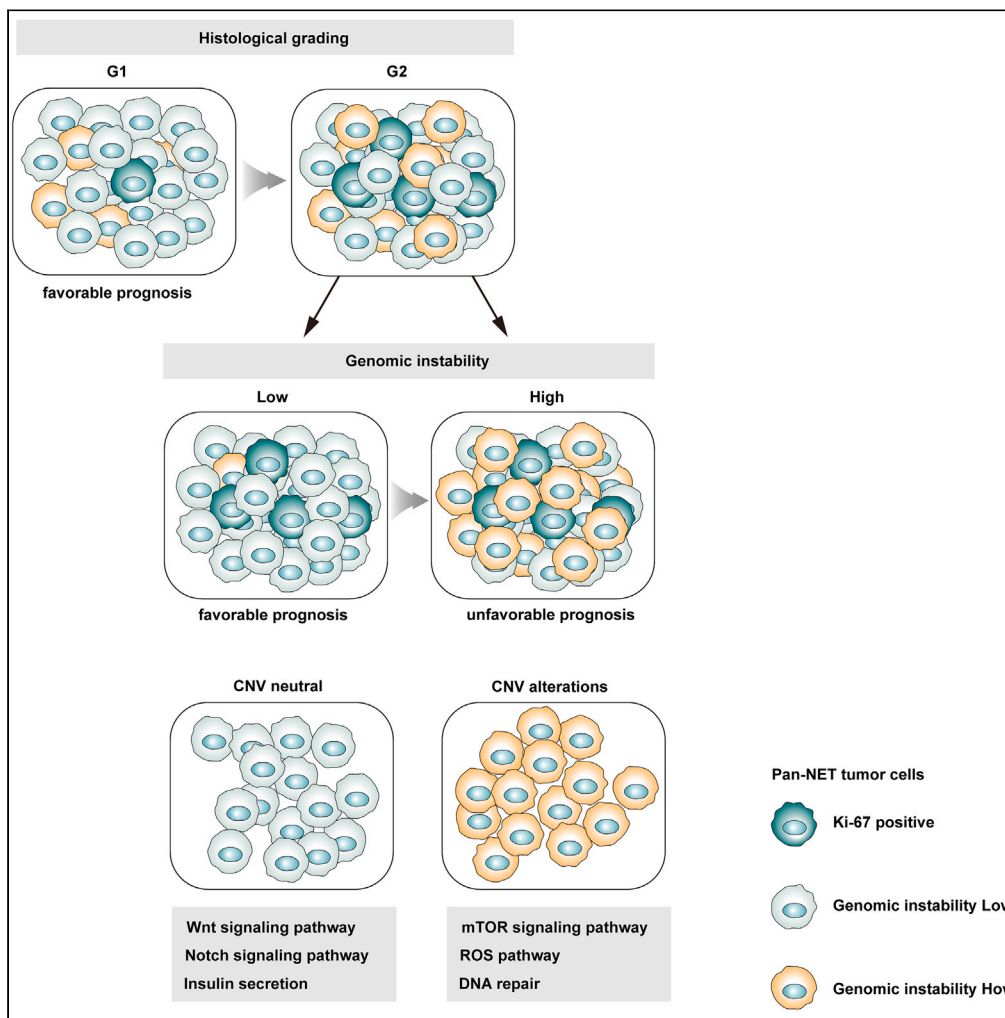 Histological grading
G1
G2
favorable prognosis
Genomic instability
Low
High
favorable prognosis
unfavorable prognosis
CNV neutral
CNV alterations
Wnt signaling pathway
Notch signaling pathway
Insulin secretion
mTOR signaling pathway
ROS pathway
DNA repair
Pan-NET tumor cells
Ki-67 positive
Genomic instability Lov
Genomic instability Hov